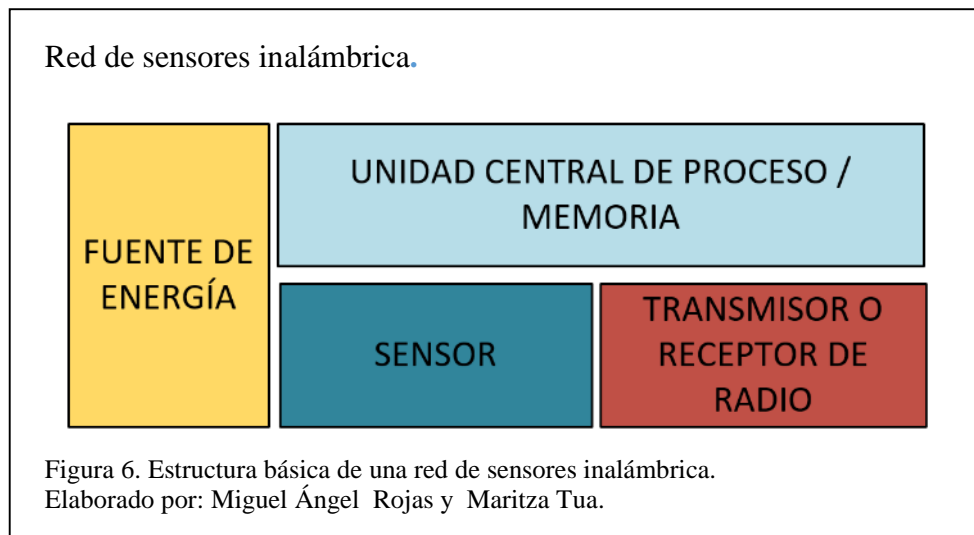 Red de sensores inalámbrica.
FUENTE DE
ENERGÍA
UNIDAD CENTRAL DE PROCESO /
MEMORIA
SENSOR
TRANSMISOR O
RECEPTOR DE
RADIO
Figura 6. Estructura básica de una red de sensores inalámbrica.
Elaborado por: Miguel Ángel  Rojas y  Maritza Tua.